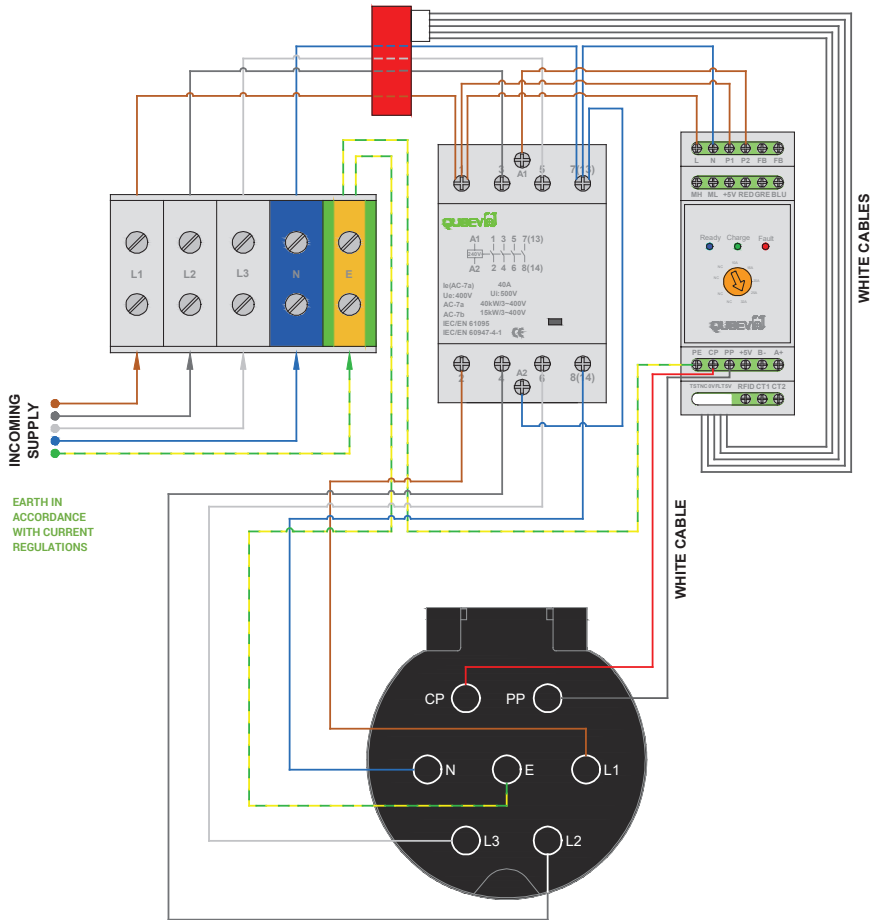 1 3 A1 5 7(13)
L N P1 P2 FB FB
MH ML +5V RED GRE BLU
WHITE CABLES
L1 L2 L3 N E
QUBEV
A1 1 3 5 7(13)
240V
A2 2 4 6 8(14)
Ie(AC-7a) 40A
Ue: 400V Ui: 500V
AC-7a 40kW/3~400V
AC-7b 15kW/3~400V
IEC/EN 61095
IEC/EN 60947-4-1 CE
Ready Charge Fault
QUBEV
PE CP PP +5V B- A+
RFID CT1 CT2
2 4 A2 6 8(14)
INCOMING
SUPPLY
EARTH IN
ACCORDANCE
WITH CURRENT
REGULATIONS
WHITE CABLE
CP PP
N E L1
L3 L2